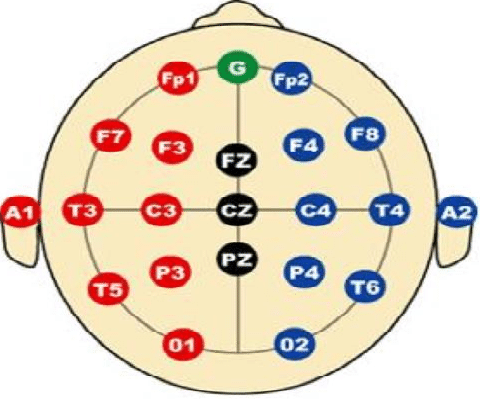 G
Fp1 Fp2
F7 F3 FZ F4 F8
A1 T3 C3 CZ C4 T4 A2
T5 P3 PZ P4 T6
01 02